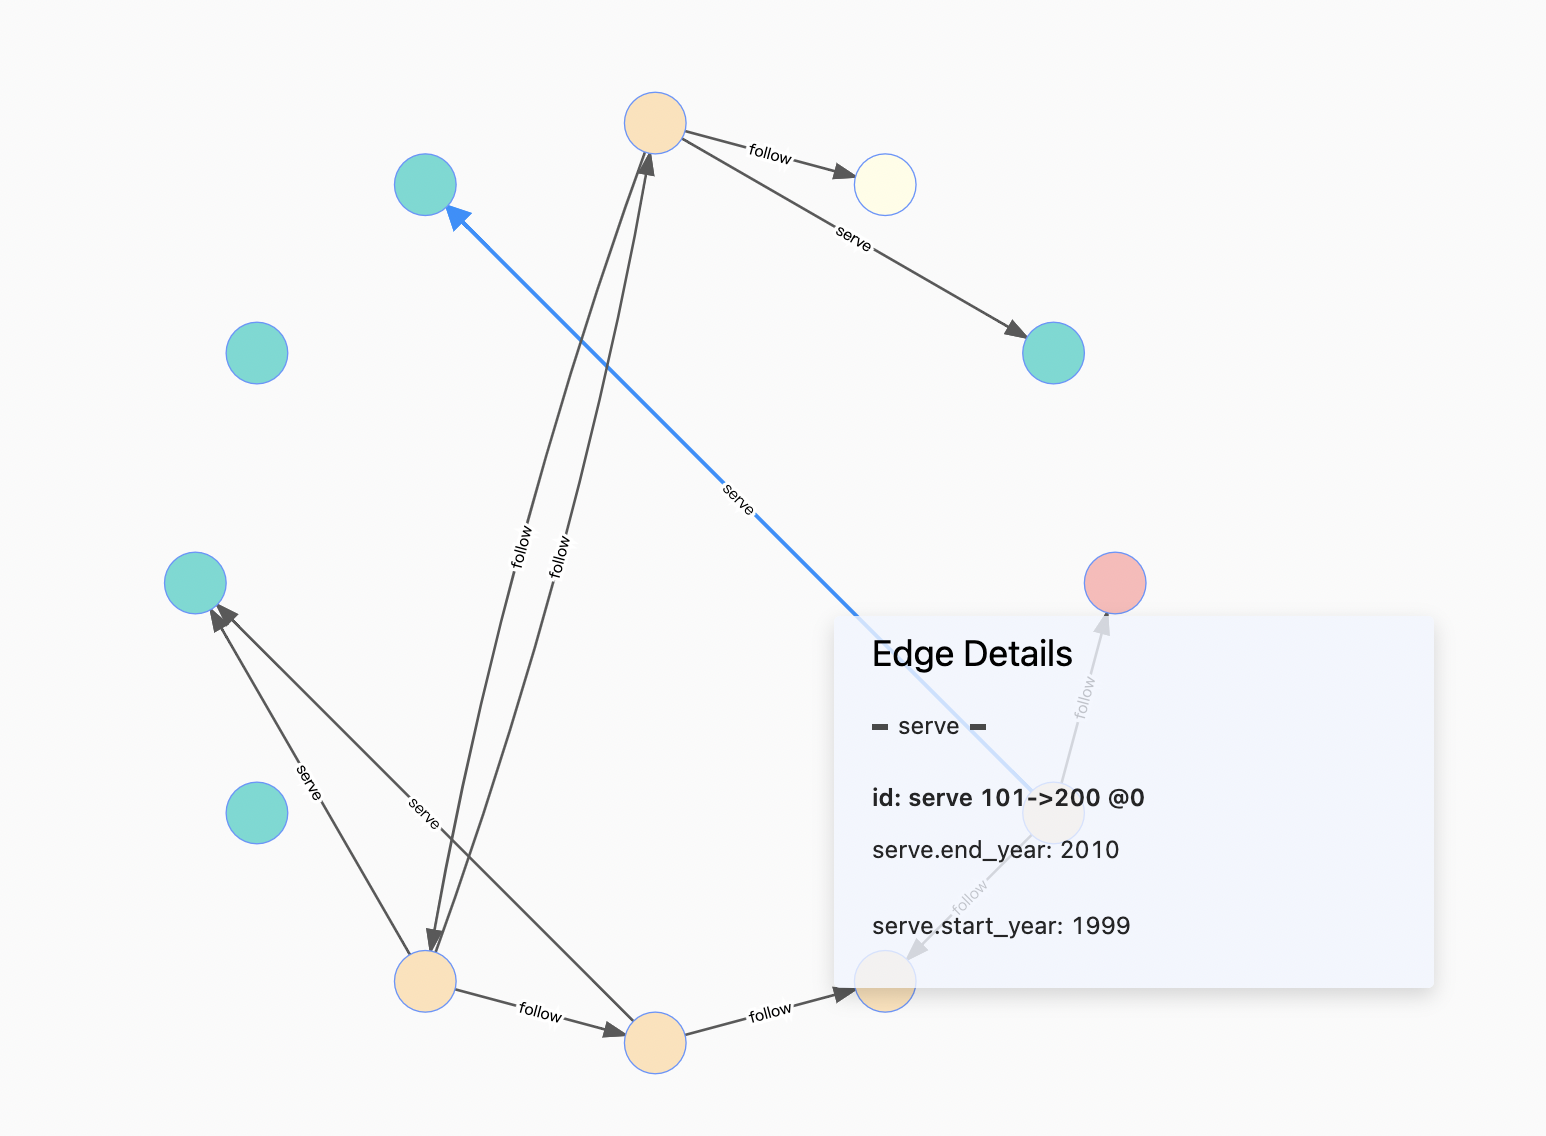 follow
serve
serve
follow
follow
Edge Details
follow
serve
serve
id: serve 101->200 @0
serve
serve.end_year: 2010
follow
serve.start_year: 1999
follow
follow